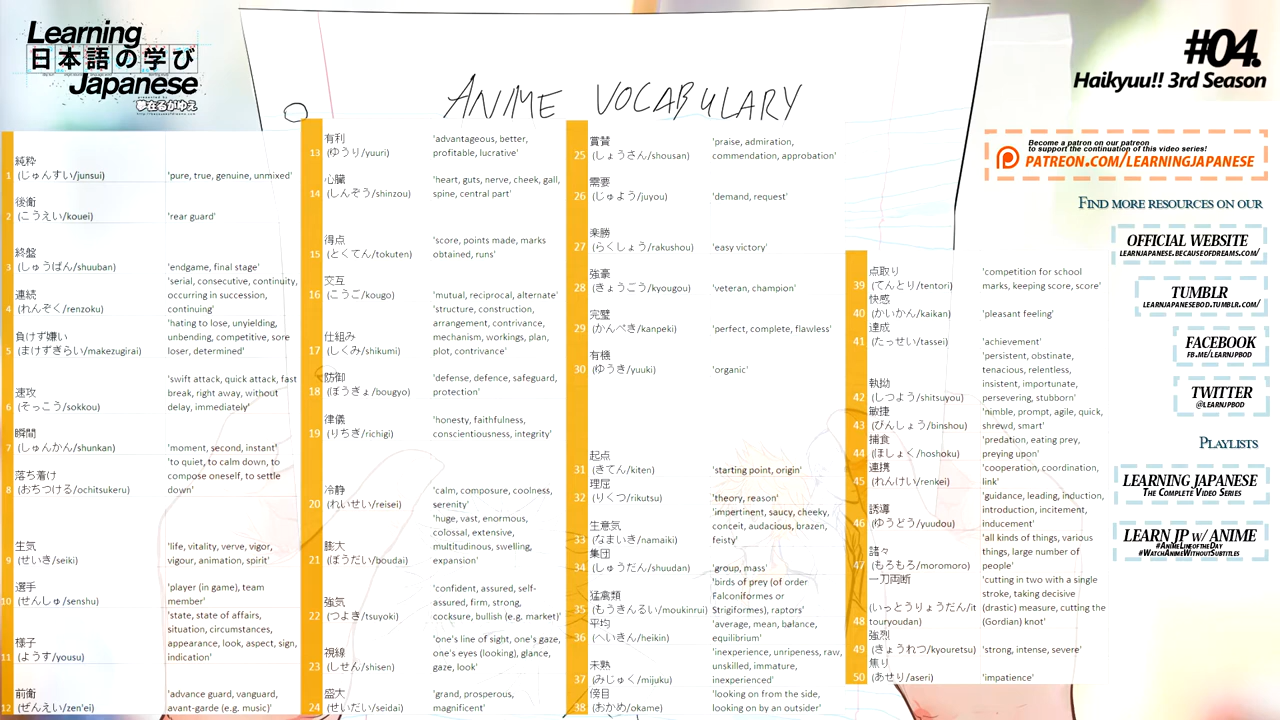 Learning
日本語の学び
Japanese
夢在るがゆえ
#04.
Haikyuu!! 3rd Season
ANIME VOCABULARY
純粋
1 (じゅんすい/junsui) 'pure, true, genuine, unmixed'
後衛
2 (こうえい/kouei) 'rear guard'
終盤
3 (しゅうばん/shuuban) 'endgame, final stage'
'serial, consecutive, continuity,
連続 occurring in succession,
4 (れんぞく/renzoku) continuing'
'hating to lose, unyielding,
負けず嫌い unbending, competitive, sore
5 (まけずぎらい/makezugirai) loser, determined'
'swift attack, quick attack, fast
速攻 break, right away, without
6 (そっこう/sokkou) delay, immediately'
瞬間
7 (しゅんかん/shunkan) 'moment, second, instant'
'to quiet, to calm down, to
落ち着け compose oneself, to settle
8 (おちつける/ochitsukeru) down'
生気 'life, vitality, verve, vigor,
9 (せいき/seiki) vigour, animation, spirit'
選手 'player (in game), team
10 (せんしゅ/senshu) member'
'state, state of affairs,
situation, circumstances,
様子 appearance, look, aspect, sign,
11 (ようす/yousu) indication'
前衛 'advance guard, vanguard,
12 (ぜんえい/zen'ei) avant-garde (e.g. music)'
有利 'advantageous, better,
13 (ゆうり/yuuri) profitable, lucrative'
心臓 'heart, guts, nerve, cheek, gall,
14 (しんぞう/shinzou) spine, central part'
得点 'score, points made, marks
15 (とくてん/tokuten) obtained, runs'
交互
16 (こうご/kougo) 'mutual, reciprocal, alternate'
'structure, construction,
arrangement, contrivance,
仕組み mechanism, workings, plan,
17 (しくみ/shikumi) plot, contrivance'
防御 'defense, defence, safeguard,
18 (ぼうぎょ/bougyo) protection'
律儀 'honesty, faithfulness,
19 (りちぎ/richigi) conscientiousness, integrity'
冷静 'calm, composure, coolness,
20 (れいせい/reisei) serenity'
'huge, vast, enormous,
colossal, extensive,
膨大 multitudinous, swelling,
21 (ぼうだい/boudai) expansion'
'confident, assured, self-
強気 assured, firm, strong,
22 (つよき/tsuyoki) cocksure, bullish (e.g. market)'
'one's line of sight, one's gaze,
視線 one's eyes (looking), glance,
23 (しせん/shisen) gaze, look'
盛大 'grand, prosperous,
24 (せいだい/seidai) magnificent'
賞賛 'praise, admiration,
25 (しょうさん/shousan) commendation, approbation'
需要
26 (じゅよう/juyou) 'demand, request'
楽勝
27 (らくしょう/rakushou) 'easy victory'
強豪
28 (きょうごう/kyougou) 'veteran, champion'
完璧
29 (かんぺき/kanpeki) 'perfect, complete, flawless'
有機
30 (ゆうき/yuuki) 'organic'
起点
31 (きてん/kiten) 'starting point, origin'
理屈
32 (りくつ/rikutsu) 'theory, reason'
'impertinent, saucy, cheeky,
生意気 conceit, audacious, brazen,
33 (なまいき/namaiki) feisty'
集団
34 (しゅうだん/shuudan) 'group, mass'
'birds of prey (of order
猛禽類 Falconiformes or
35 (もうきんるい/moukinrui) Strigiformes), raptors'
平均 'average, mean, balance,
36 (へいきん/heikin) equilibrium'
'inexperience, unripeness, raw,
未熟 unskilled, immature,
37 (みじゅく/mijuku) inexperienced'
傍目 'looking on from the side,
38 (おかめ/okame) looking on by an outsider'
点取り 'competition for school
39 (てんとり/tentori) marks, keeping score, score'
快感
40 (かいかん/kaikan) 'pleasant feeling'
達成
41 (たっせい/tassei) 'achievement'
'persistent, obstinate,
tenacious, relentless,
執拗 insistent, importunate,
42 (しつよう/shitsuyou) persevering, stubborn'
敏捷 'nimble, prompt, agile, quick,
43 (びんしょう/binshou) shrewd, smart'
捕食 'predation, eating prey,
44 (ほしょく/hoshoku) preying upon'
連携 'cooperation, coordination,
45 (れんけい/renkei) link'
'guidance, leading, induction,
誘導 introduction, incitement,
46 (ゆうどう/yuudou) inducement'
'all kinds of things, various
諸々 things, large number of
47 (もろもろ/moromoro) people'
一刀両断 'cutting in two with a single
stroke, taking decisive
(いっとうりょうだん/it (drastic) measure, cutting the
48 touryoudan) (Gordian) knot'
強烈
49 (きょうれつ/kyouretsu) 'strong, intense, severe'
焦り
50 (あせり/aseri) 'impatience'
Become a patron on our patreon
to support the continuation of this video series!
PATREON.COM/LEARNINGJAPANESE
FIND MORE RESOURCES ON OUR
OFFICIAL WEBSITE
LEARNJAPANESE.BECAUSEOFDREAMS.COM/
TUMBLR
LEARNJAPANESEBOD.TUMBLR.COM/
FACEBOOK
FB.ME/LEARNJPBOD
TWITTER
@LEARNJPBOD
PLAYLISTS
LEARNING JAPANESE
THE COMPLETE VIDEO SERIES
LEARN JP W/ ANIME
#ANIMELINEOFTHEDAY
#WATCHANIMEWITHOUTSUBTITLES